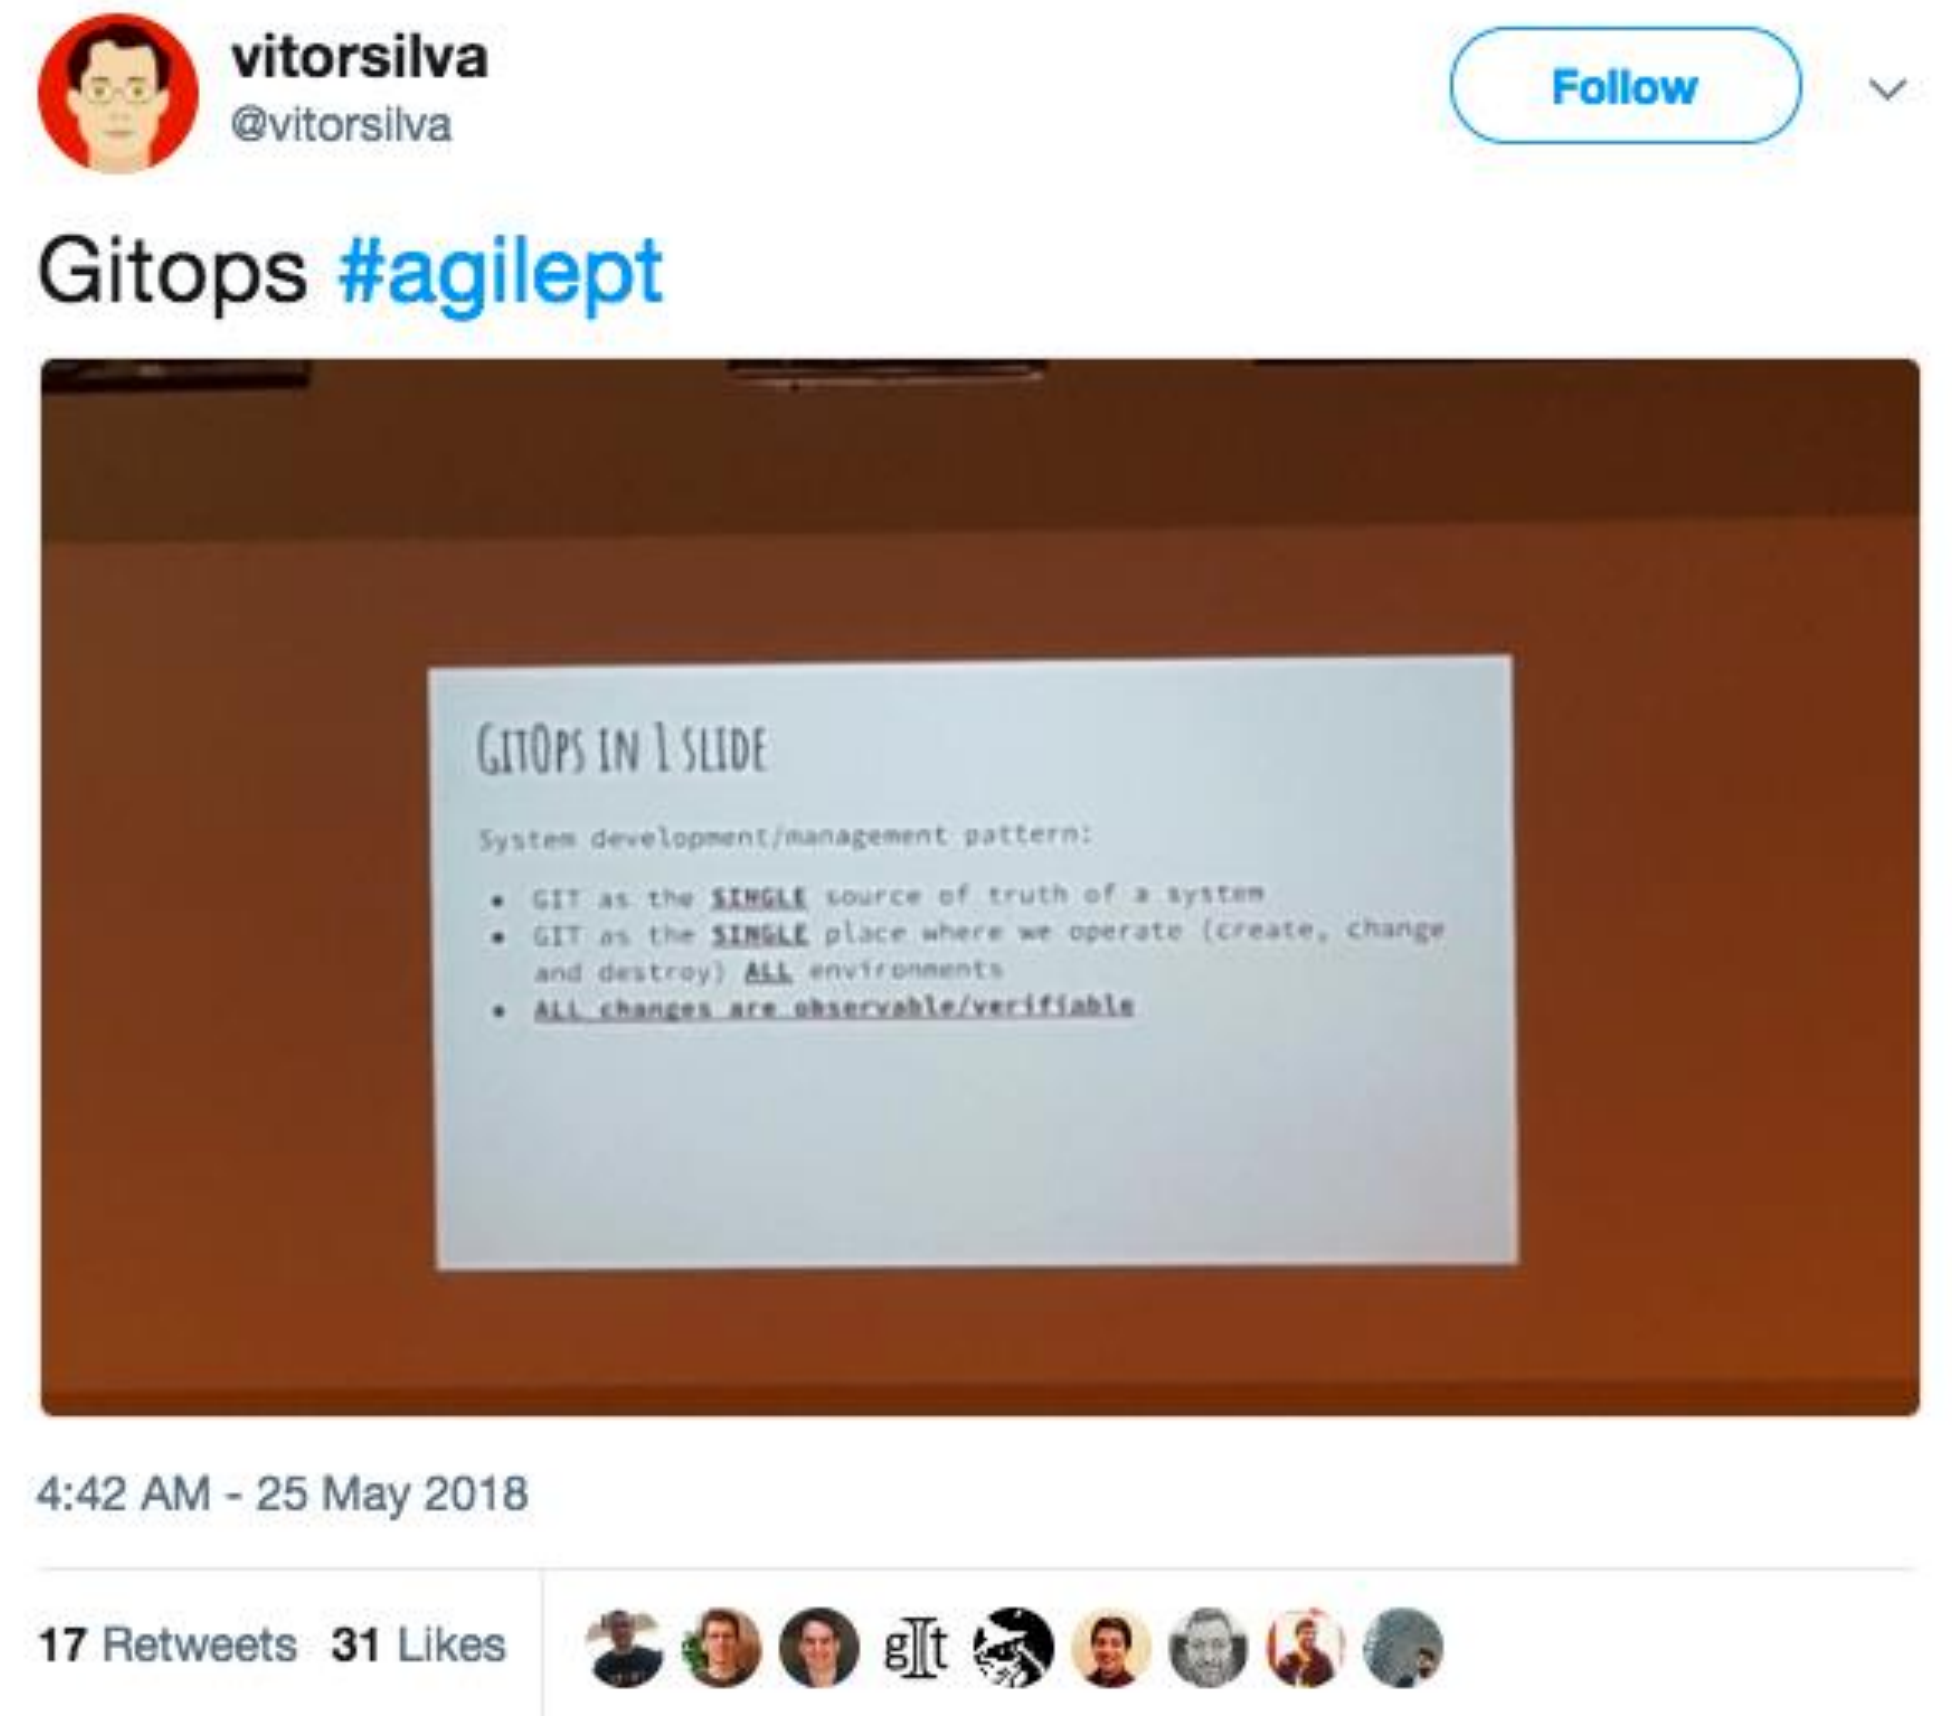 vitorsilva
@vitorsilva
Follow
Gitops #agilept
GITOPS IN 1 SLIDE
System development/management pattern:
• GIT as the SINGLE source of truth of a system
• GIT as the SINGLE place where we operate (create, change
and destroy) ALL environments
• ALL changes are observable/verifiable
4:42 AM - 25 May 2018
17 Retweets 31 Likes
git